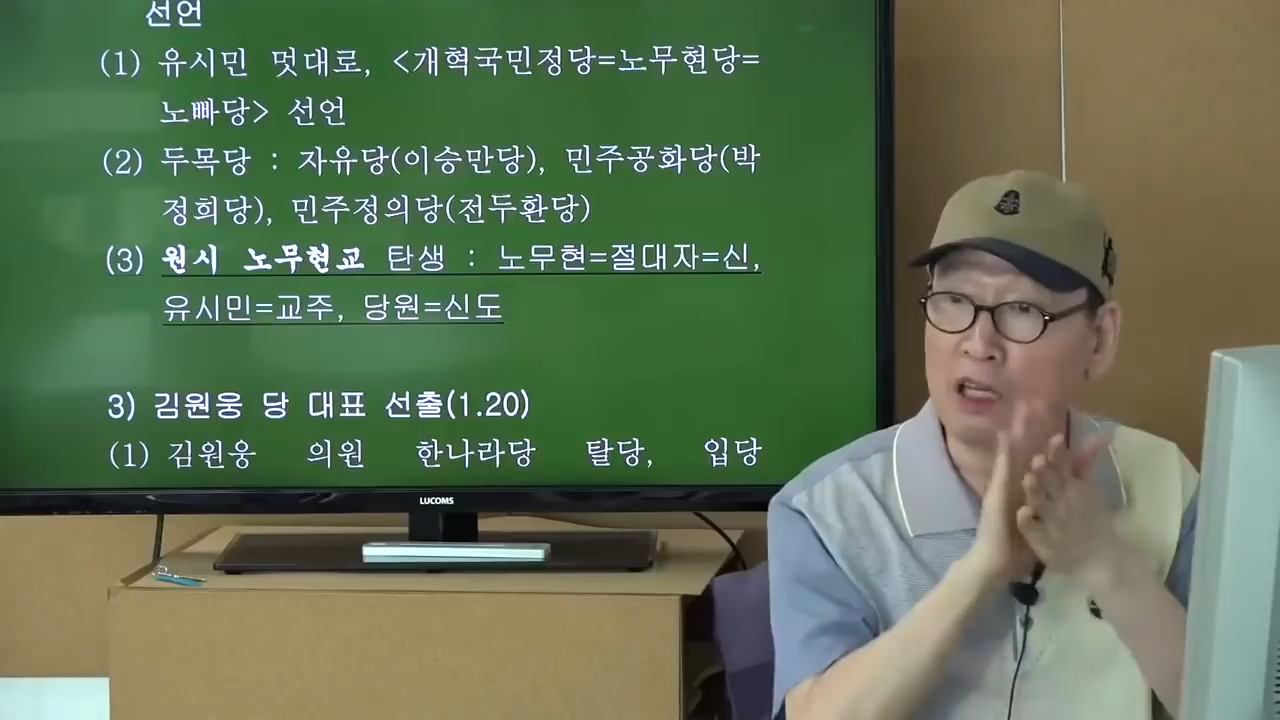 선언
(1) 유시민 멋대로, <개혁국민정당=노무현당=
노빠당> 선언
(2) 두목당 : 자유당(이승만당), 민주공화당(박
정희당), 민주정의당(전두환당)
(3) 원시 노무현교 탄생 : 노무현=절대자=신,
유시민=교주, 당원=신도
3) 김원웅 당 대표 선출(1.20)
(1) 김원웅 의원 한나라당 탈당, 입당
LUCOMS